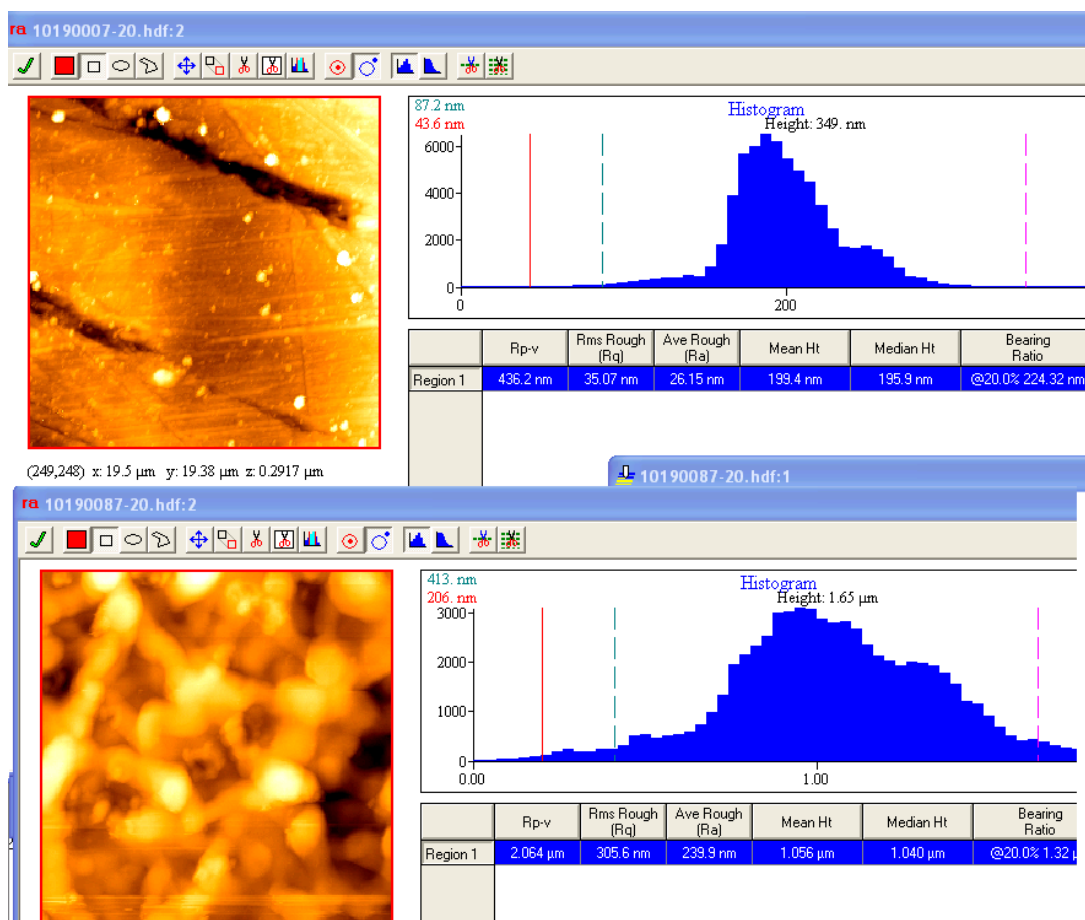 ra 10190007-20.hdf:2
87.2 nm
43.6 nm
Histogram
Height: 349. nm
6000
4000
2000
0
0 200
Rp-v Rms Rough (Rq) Ave Rough (Ra) Mean Ht Median Ht Bearing Ratio
Region 1 436.2 nm 35.07 nm 26.15 nm 199.4 nm 195.9 nm @20.0% 224.32 nm
(249,248) x: 19.5 µm y: 19.38 µm z: 0.2917 µm
10190087-20.hdf:1
ra 10190087-20.hdf:2
413. nm
206. nm
Histogram
Height: 1.65 µm
3000
2000
1000
0
0.00 1.00
Rp-v Rms Rough (Rq) Ave Rough (Ra) Mean Ht Median Ht Bearing Ratio
Region 1 2.064 µm 305.6 nm 239.9 nm 1.056 µm 1.040 µm @20.0% 1.32